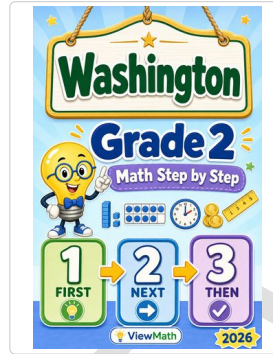 Washington
Grade 2
Math Step by Step
1 2 3
FIRST NEXT THEN
ViewMath
2026